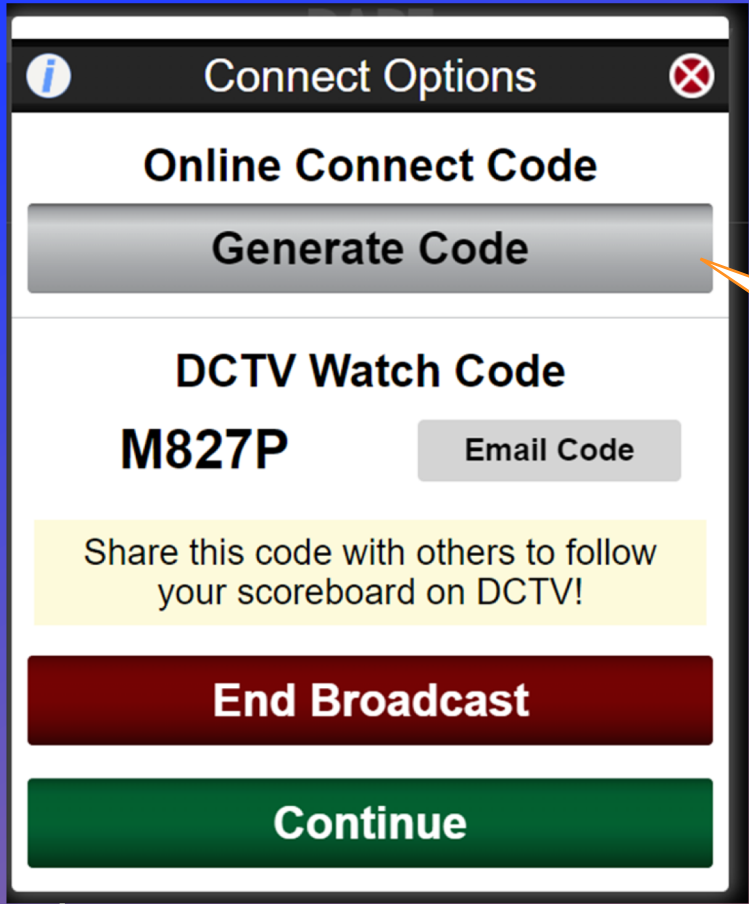 Connect Options
Online Connect Code
Generate Code
DCTV Watch Code
M827P
Email Code
Share this code with others to follow
your scoreboard on DCTV!
End Broadcast
Continue